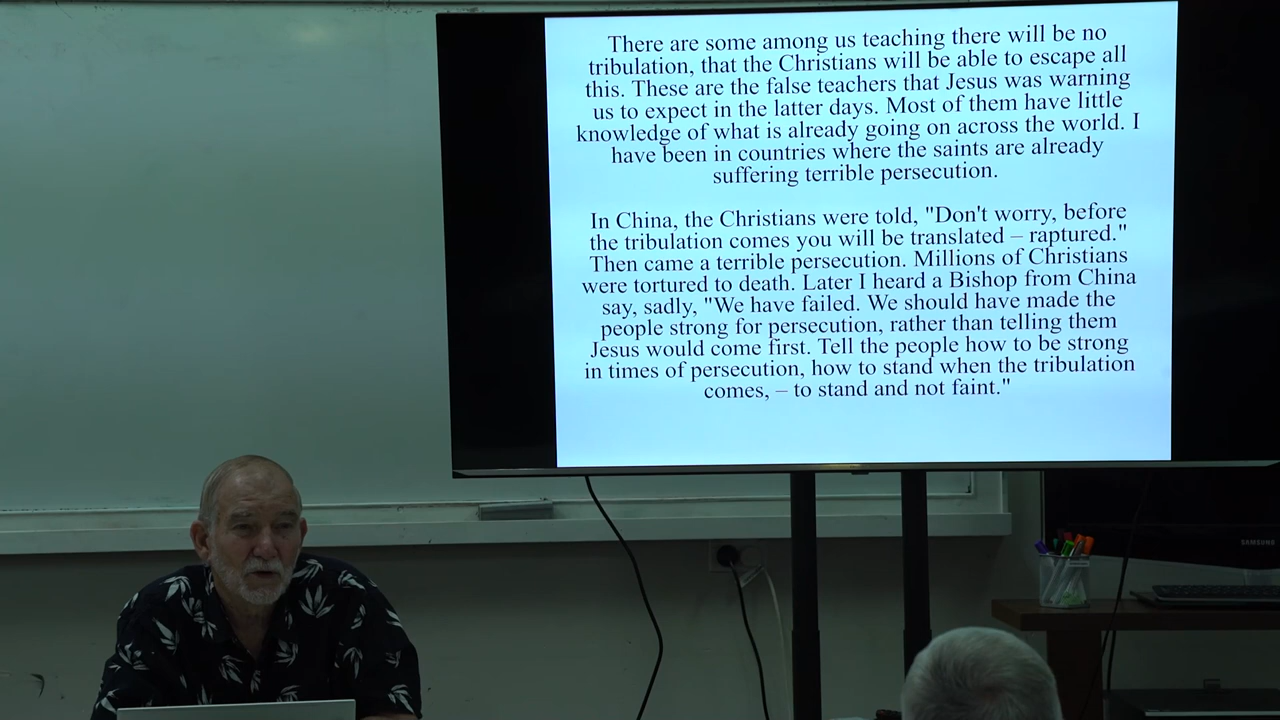 There are some among us teaching there will be no
tribulation, that the Christians will be able to escape all
this. These are the false teachers that Jesus was warning
us to expect in the latter days. Most of them have little
knowledge of what is already going on across the world. I
have been in countries where the saints are already
suffering terrible persecution.
In China, the Christians were told, "Don't worry, before
the tribulation comes you will be translated – raptured."
Then came a terrible persecution. Millions of Christians
were tortured to death. Later I heard a Bishop from China
say, sadly, "We have failed. We should have made the
people strong for persecution, rather than telling them
Jesus would come first. Tell the people how to be strong
in times of persecution, how to stand when the tribulation
comes, – to stand and not faint."
SAMSUNG